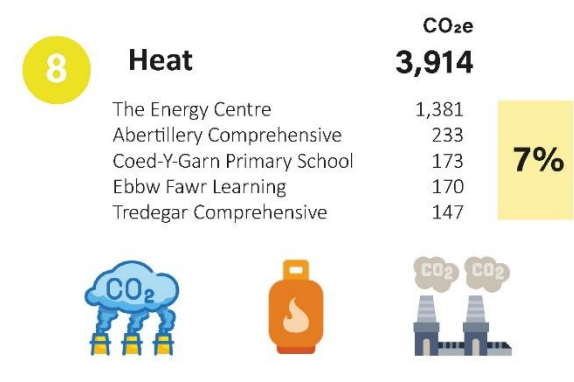 CO₂e
8 Heat 3,914
The Energy Centre 1,381
Abertillery Comprehensive 233
Coed-Y-Garn Primary School 173
Ebbw Fawr Learning 170
Tredegar Comprehensive 147
7%
CO₂
CO₂ CO₂